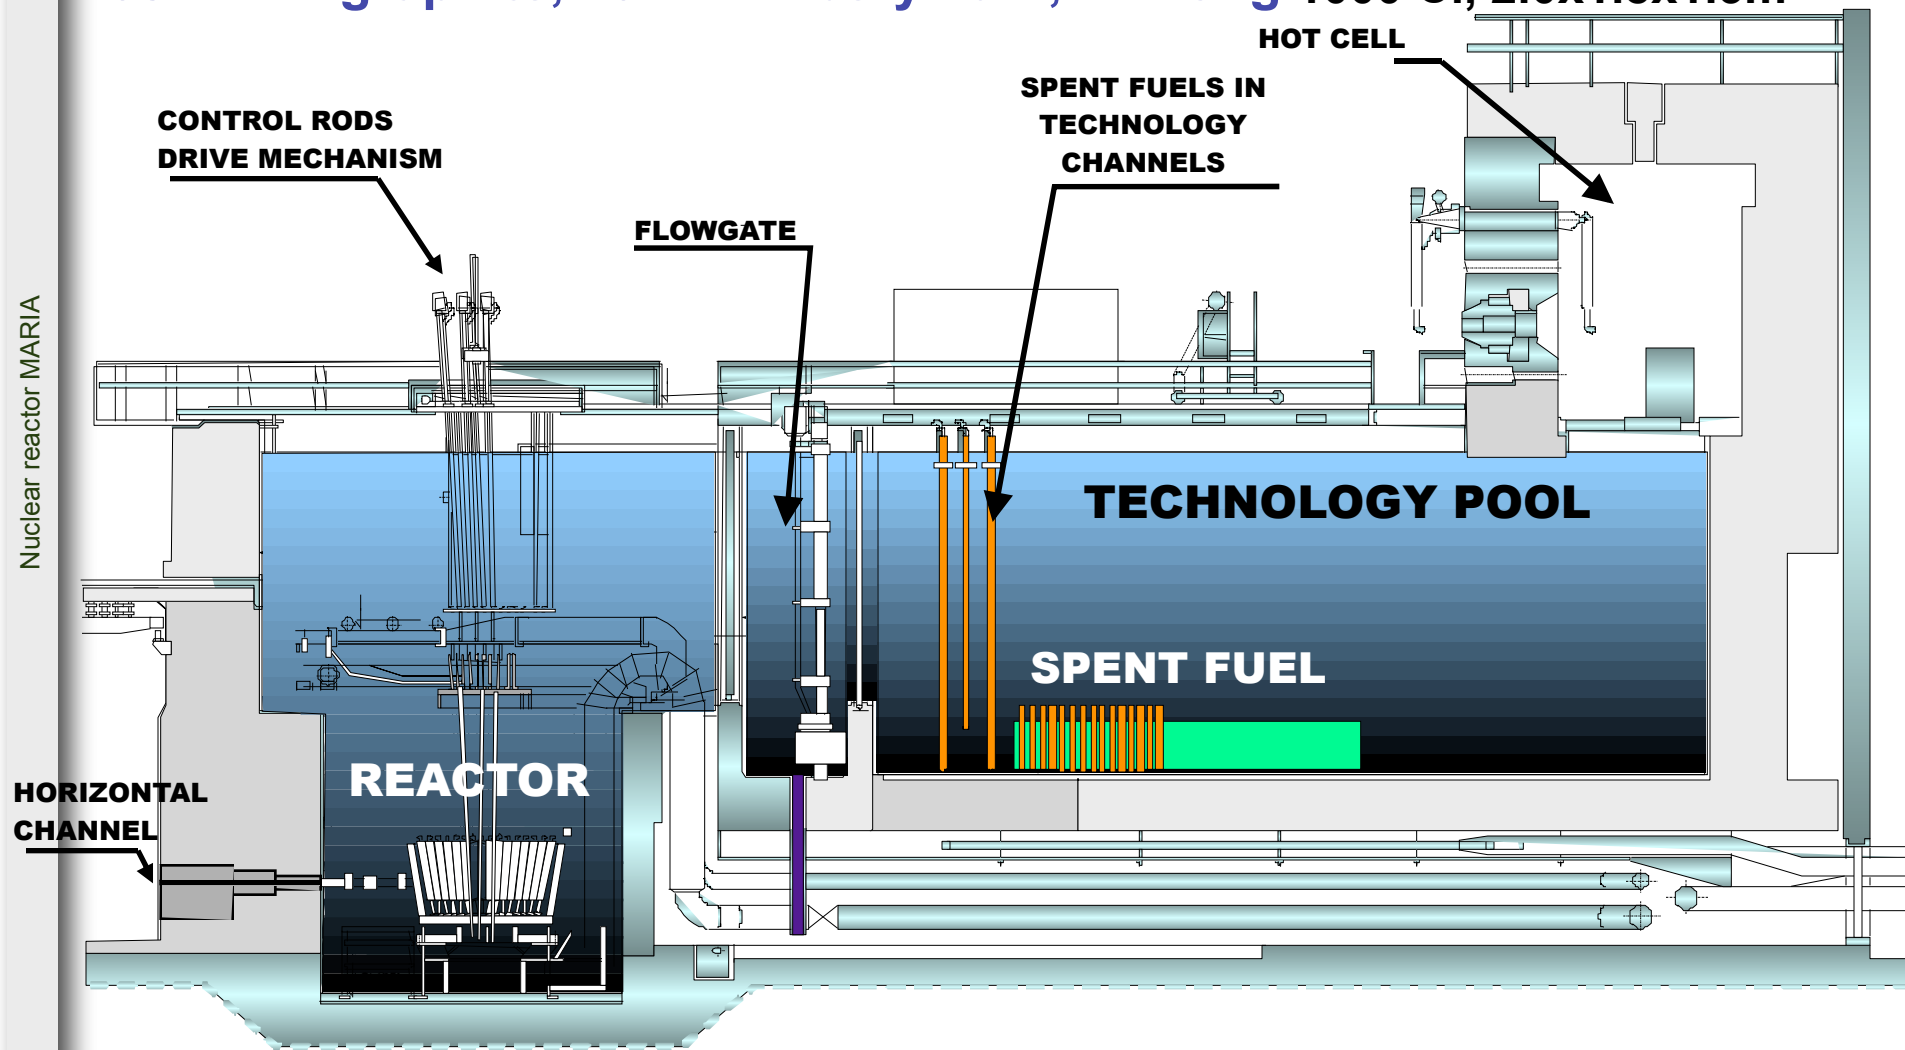 HOT CELL
SPENT FUELS IN
TECHNOLOGY
CHANNELS
CONTROL RODS
DRIVE MECHANISM
FLOWGATE
TECHNOLOGY POOL
SPENT FUEL
REACTOR
HORIZONTAL
CHANNEL
Nuclear reactor MARIA